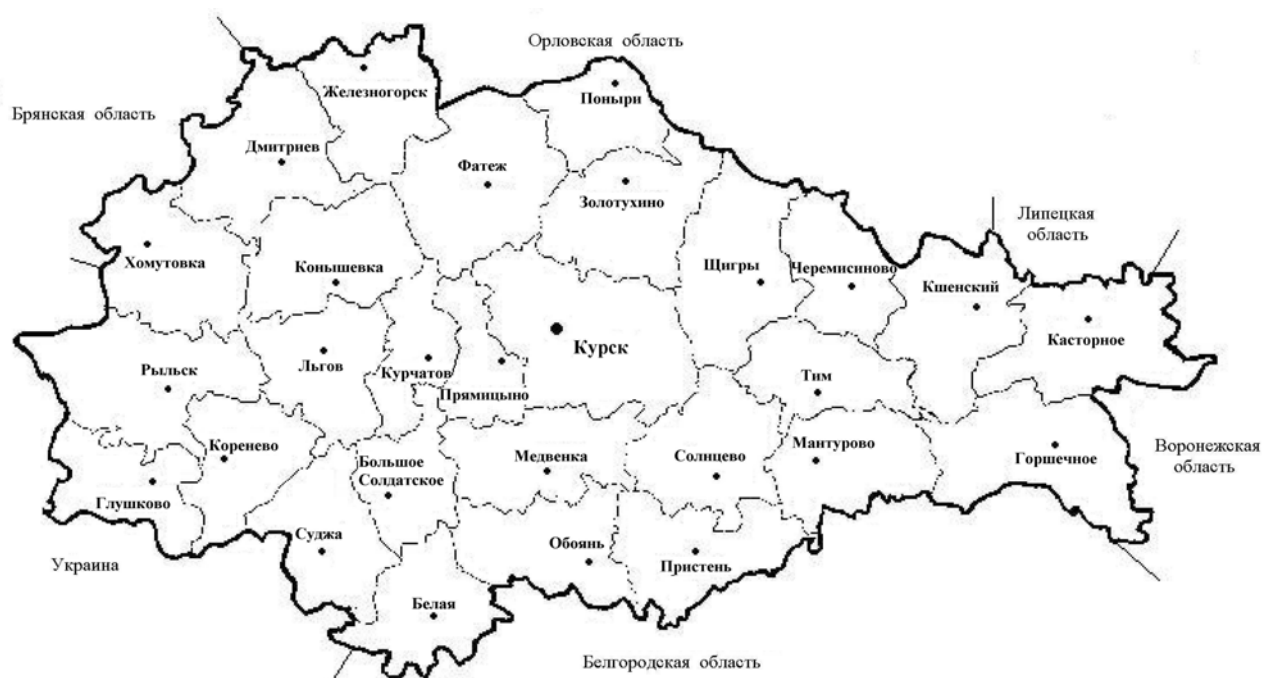 Орловская область
Железногорск
Поныри
Брянская область
Дмитриев
Фатеж
Золотухино
Липецкая
область
Хомутовка
Конышевка
Щигры
Черемисиново
Кшенский
Касторное
Курск
Рыльск
Льгов
Курчатов
Тим
Прямицыно
Коренево
Большое
Солдатское
Медвенка
Солнцево
Мантурово
Горшечное
Воронежская
область
Глушково
Суджа
Обоянь
Пристень
Украина
Белая
Белгородская область